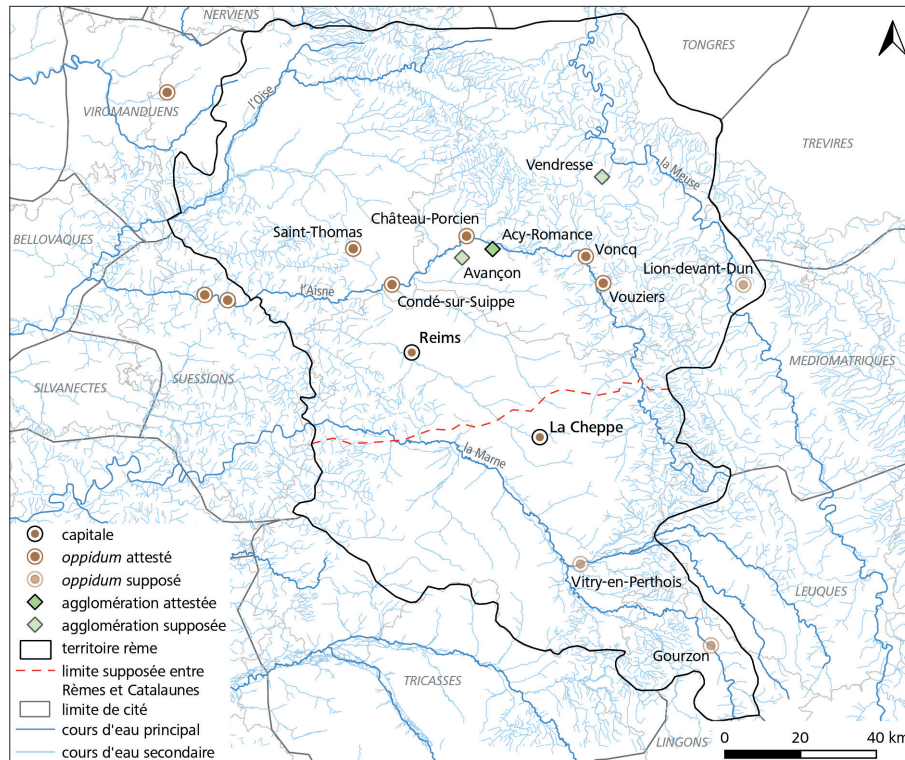 NERVIENS
TONGRES
VIROMANDUENS
l'Oise
TREVIRES
Vendresse
la Meuse
BELLOVAQUES
Saint-Thomas
Château-Porcien
Acy-Romance
Avançon
Voncq
Lion-devant-Dun
l'Aisne
Condé-sur-Suippe
Vouziers
Reims
MEDIOMATRIQUES
SILVANECTES
SUESSIONS
La Cheppe
la Marne
capitale
oppidum attesté
oppidum supposé
agglomération attestée
agglomération supposée
territoire rème
limite supposée entre
Rèmes et Catalaunes
limite de cité
cours d'eau principal
cours d'eau secondaire
Vitry-en-Perthois
LEUQUES
Gourzon
TRICASSES
LINGONS
0 20 40 km